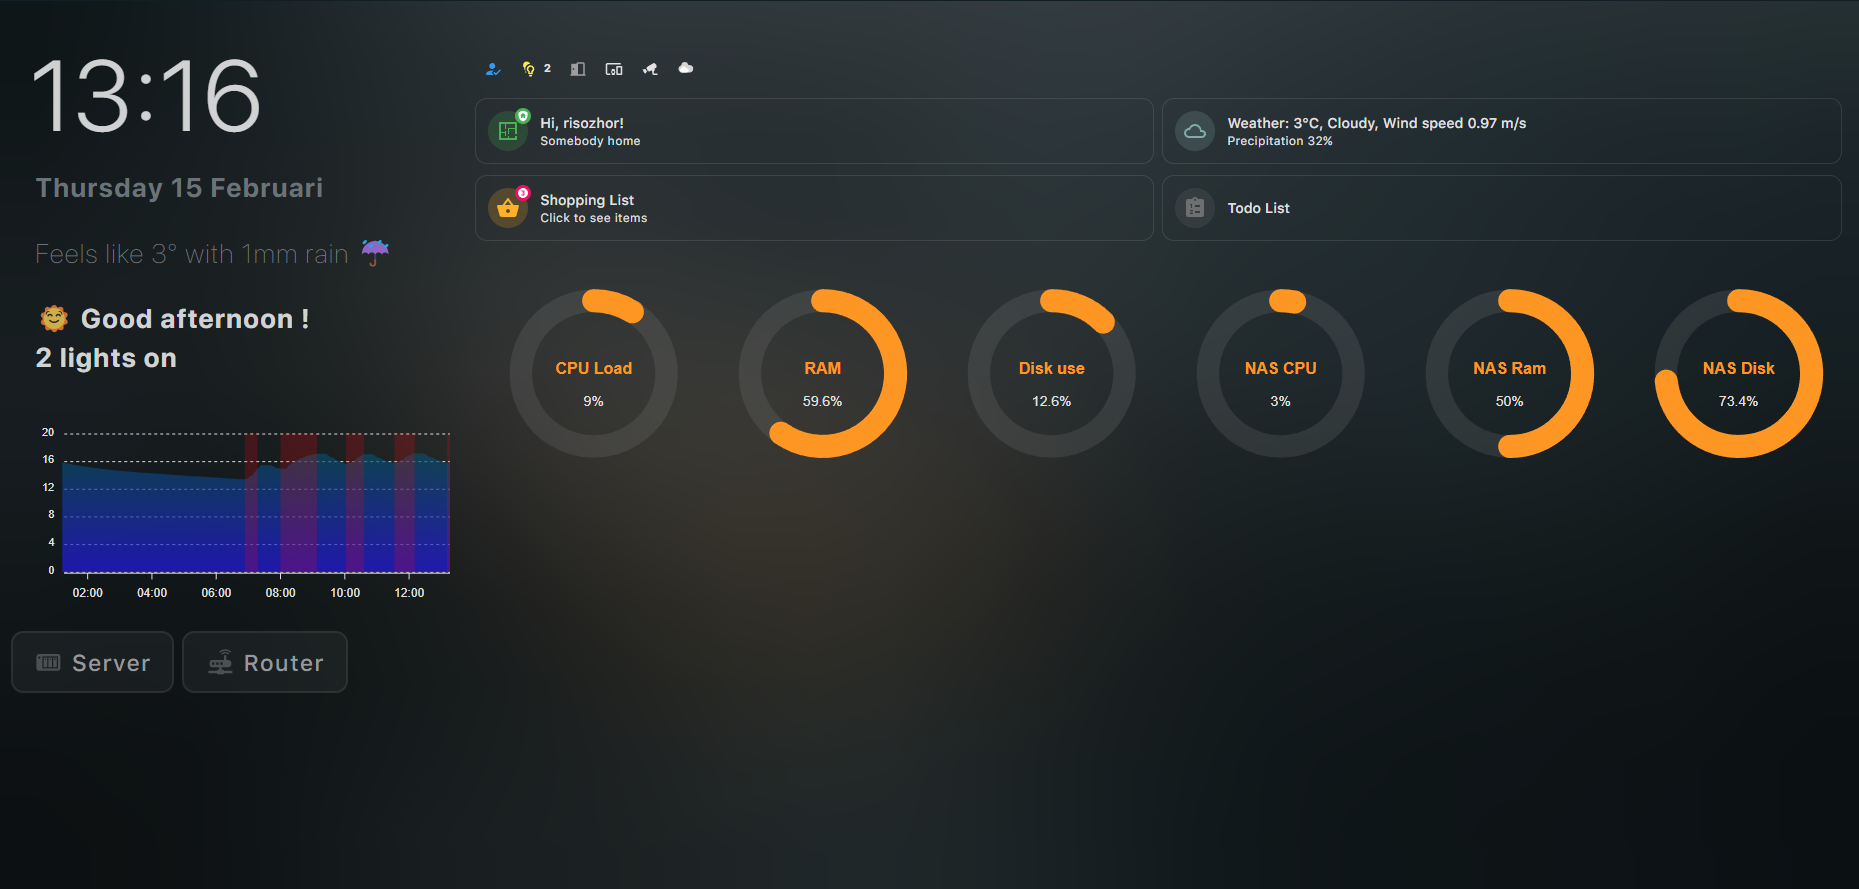 13:16
Thursday 15 Februari
Feels like 3° with 1mm rain
Good afternoon !
2 lights on
20
16
12
8
4
0
02:00 04:00 06:00 08:00 10:00 12:00
Server
Router
2
Hi, risozhor!
Somebody home
Weather: 3°C, Cloudy, Wind speed 0.97 m/s
Precipitation 32%
3
Shopping List
Click to see items
Todo List
CPU Load
9%
RAM
59.6%
Disk use
12.6%
NAS CPU
3%
NAS Ram
50%
NAS Disk
73.4%